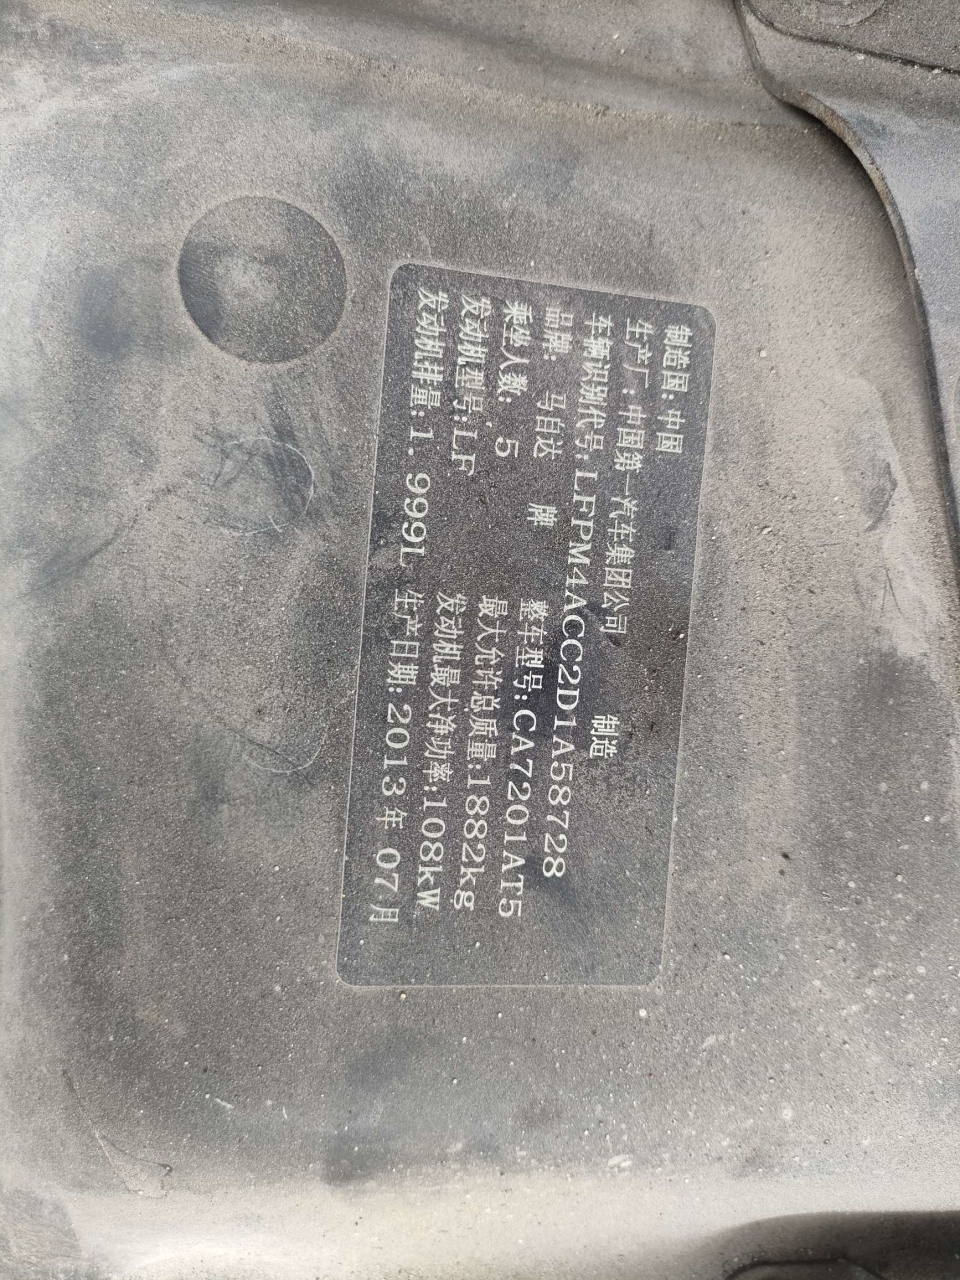 制造国:中国
生产厂:中国第一汽车集团公司 制造
车辆识别代号:LFPM4ACC2D1A58728
品牌: 马自达 牌 整车型号:CA7201AT5
乘坐人数: 5 最大允许总质量:1882kg
发动机型号:LF 发动机最大净功率:108kW
发动机排量:1.999L 生产日期:2013年 07月